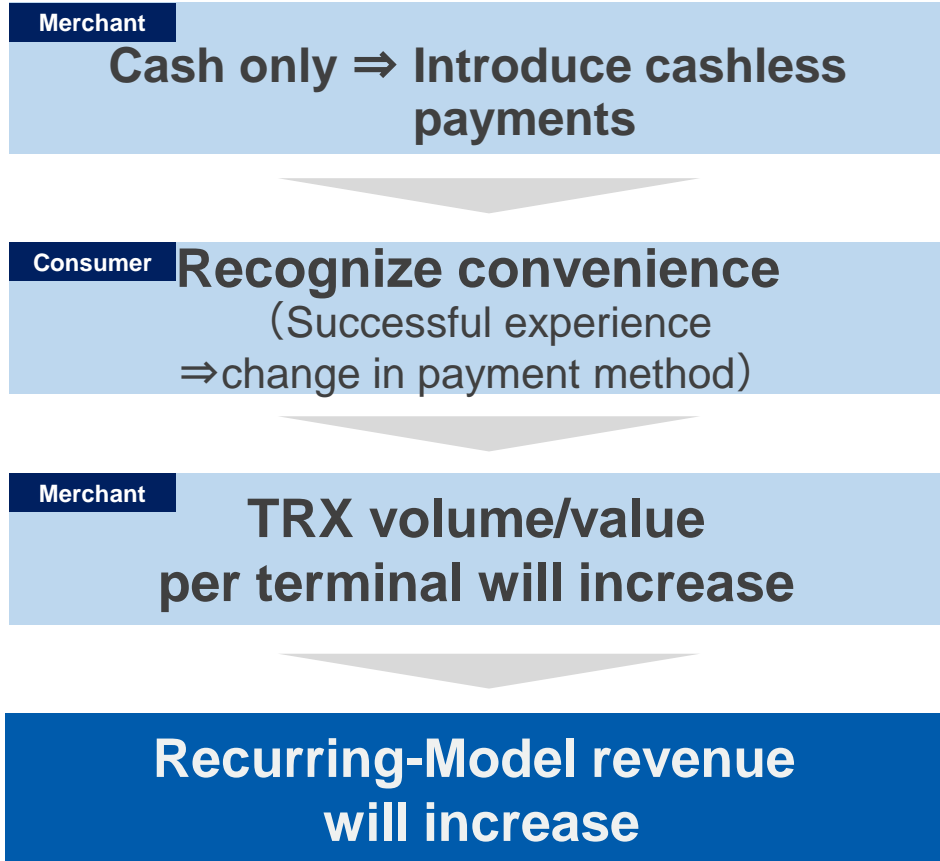 Merchant
Cash only ⇒ Introduce cashless
payments
Consumer
Recognize convenience
（Successful experience
⇒change in payment method）
Merchant
TRX volume/value
per terminal will increase
Recurring-Model revenue
will increase